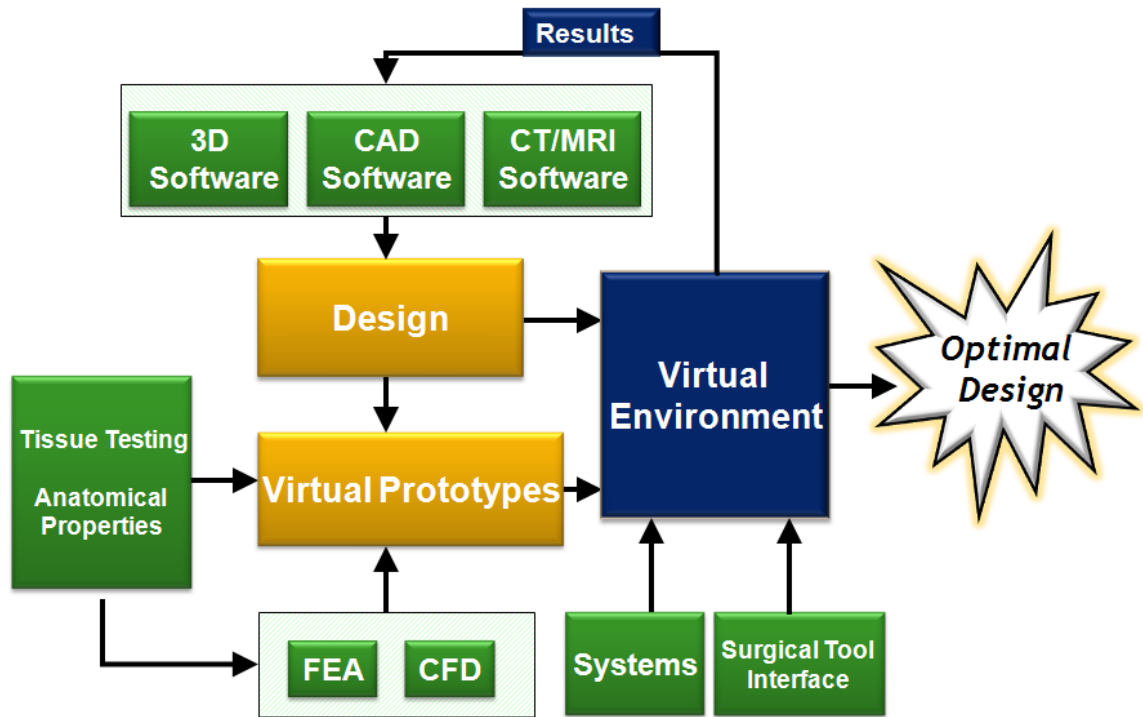 Results
3D
Software
CAD
Software
CT/MRI
Software
Design
Virtual
Environment
Optimal
Design
Tissue Testing
Anatomical
Properties
Virtual Prototypes
FEA
CFD
Systems
Surgical Tool
Interface